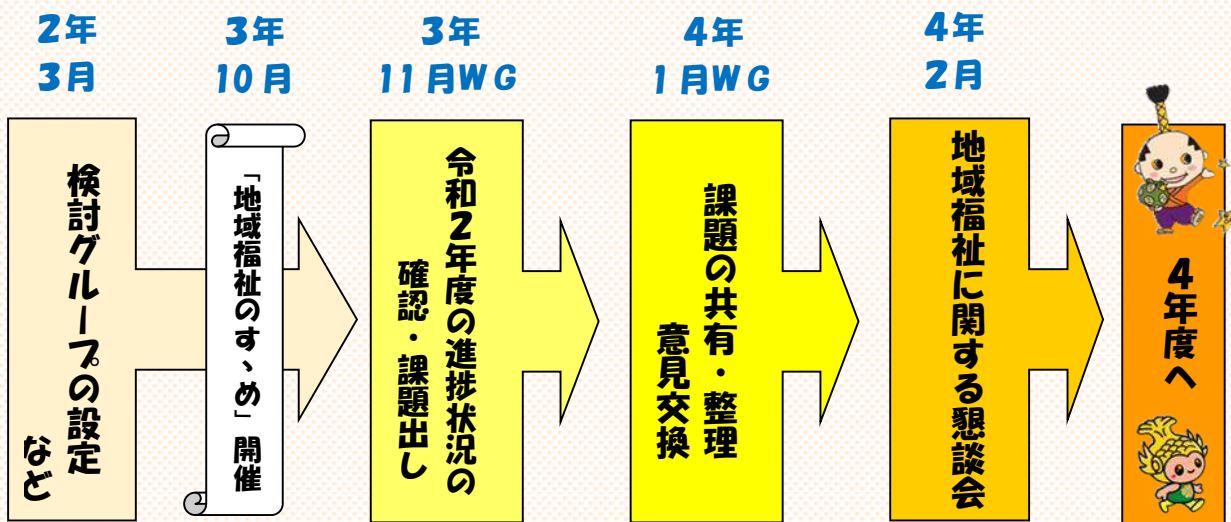 2年
3月
3年
10月
3年
11月WG
4年
1月WG
4年
2月
検討グループの設定
など
「地域福祉のすゝめ」開催
令和2年度の進捗状況の
確認・課題出し
課題の共有・整理
意見交換
地域福祉に関する懇談会
4年度へ